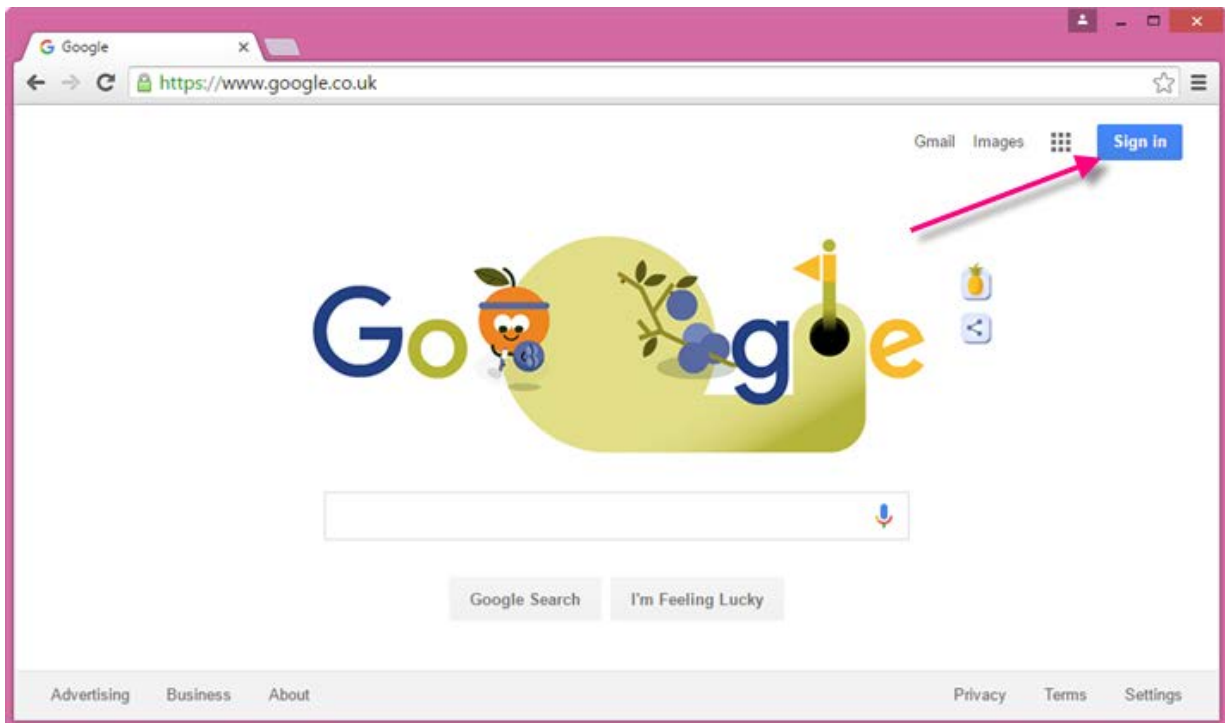 Google
https://www.google.co.uk
Gmail Images
Sign in
Google
Google Search
I'm Feeling Lucky
Advertising Business About
Privacy Terms Settings